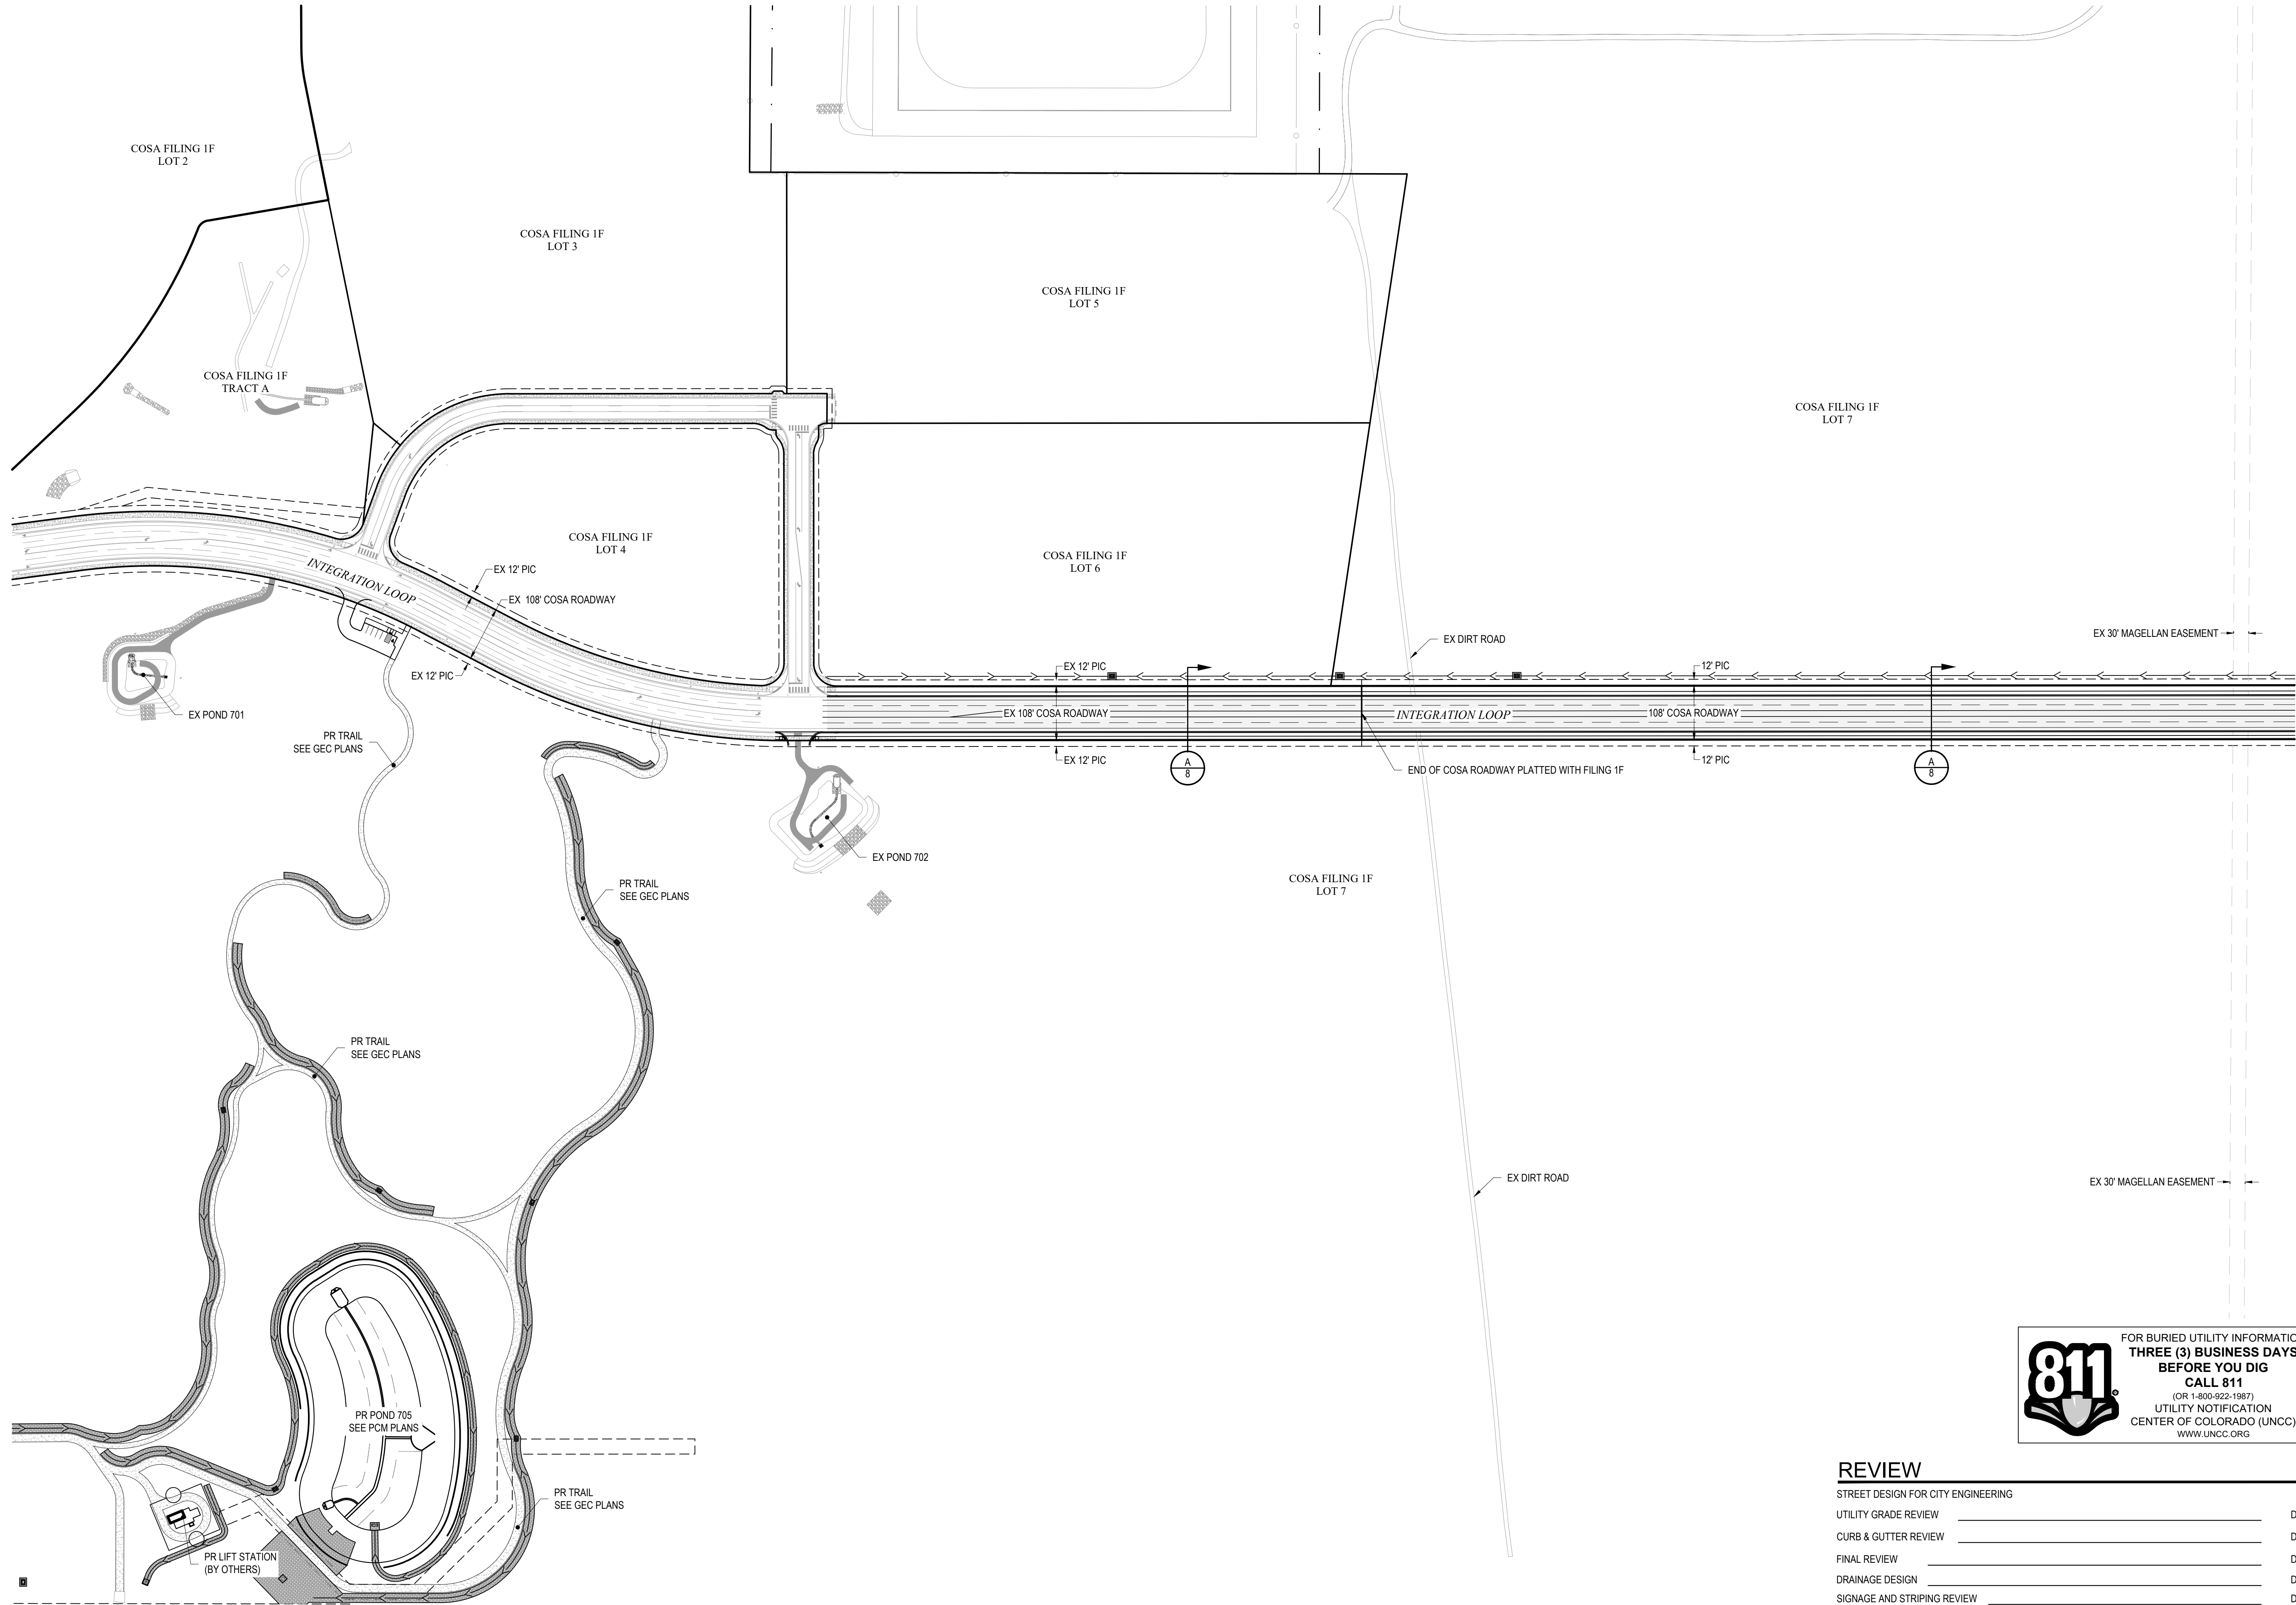 COSA FILING 1F
LOT 2
COSA FILING 1F
LOT 3
COSA FILING 1F
LOT 5
COSA FILING 1F
TRACT A
COSA FILING 1F
LOT 7
COSA FILING 1F
LOT 4
COSA FILING 1F
LOT 6
INTEGRATION LOOP
EX 12' PIC
EX 108' COSA ROADWAY
EX 12' PIC
EX DIRT ROAD
EX 30' MAGELLAN EASEMENT
EX 12' PIC
12' PIC
EX POND 701
EX 108' COSA ROADWAY
INTEGRATION LOOP
108' COSA ROADWAY
PR TRAIL
SEE GEC PLANS
EX 12' PIC
A
8
END OF COSA ROADWAY PLATTED WITH FILING 1F
12' PIC
A
8
EX POND 702
PR TRAIL
SEE GEC PLANS
COSA FILING 1F
LOT 7
PR TRAIL
SEE GEC PLANS
EX DIRT ROAD
EX 30' MAGELLAN EASEMENT
PR POND 705
SEE PCM PLANS
PR TRAIL
SEE GEC PLANS
PR LIFT STATION
(BY OTHERS)
811
®
FOR BURIED UTILITY INFORMATIO
THREE (3) BUSINESS DAYS
BEFORE YOU DIG
CALL 811
(OR 1-800-922-1987)
UTILITY NOTIFICATION
CENTER OF COLORADO (UNCC)
WWW.UNCC.ORG
REVIEW
STREET DESIGN FOR CITY ENGINEERING
UTILITY GRADE REVIEW D
CURB & GUTTER REVIEW D
FINAL REVIEW D
DRAINAGE DESIGN D
SIGNAGE AND STRIPING REVIEW D